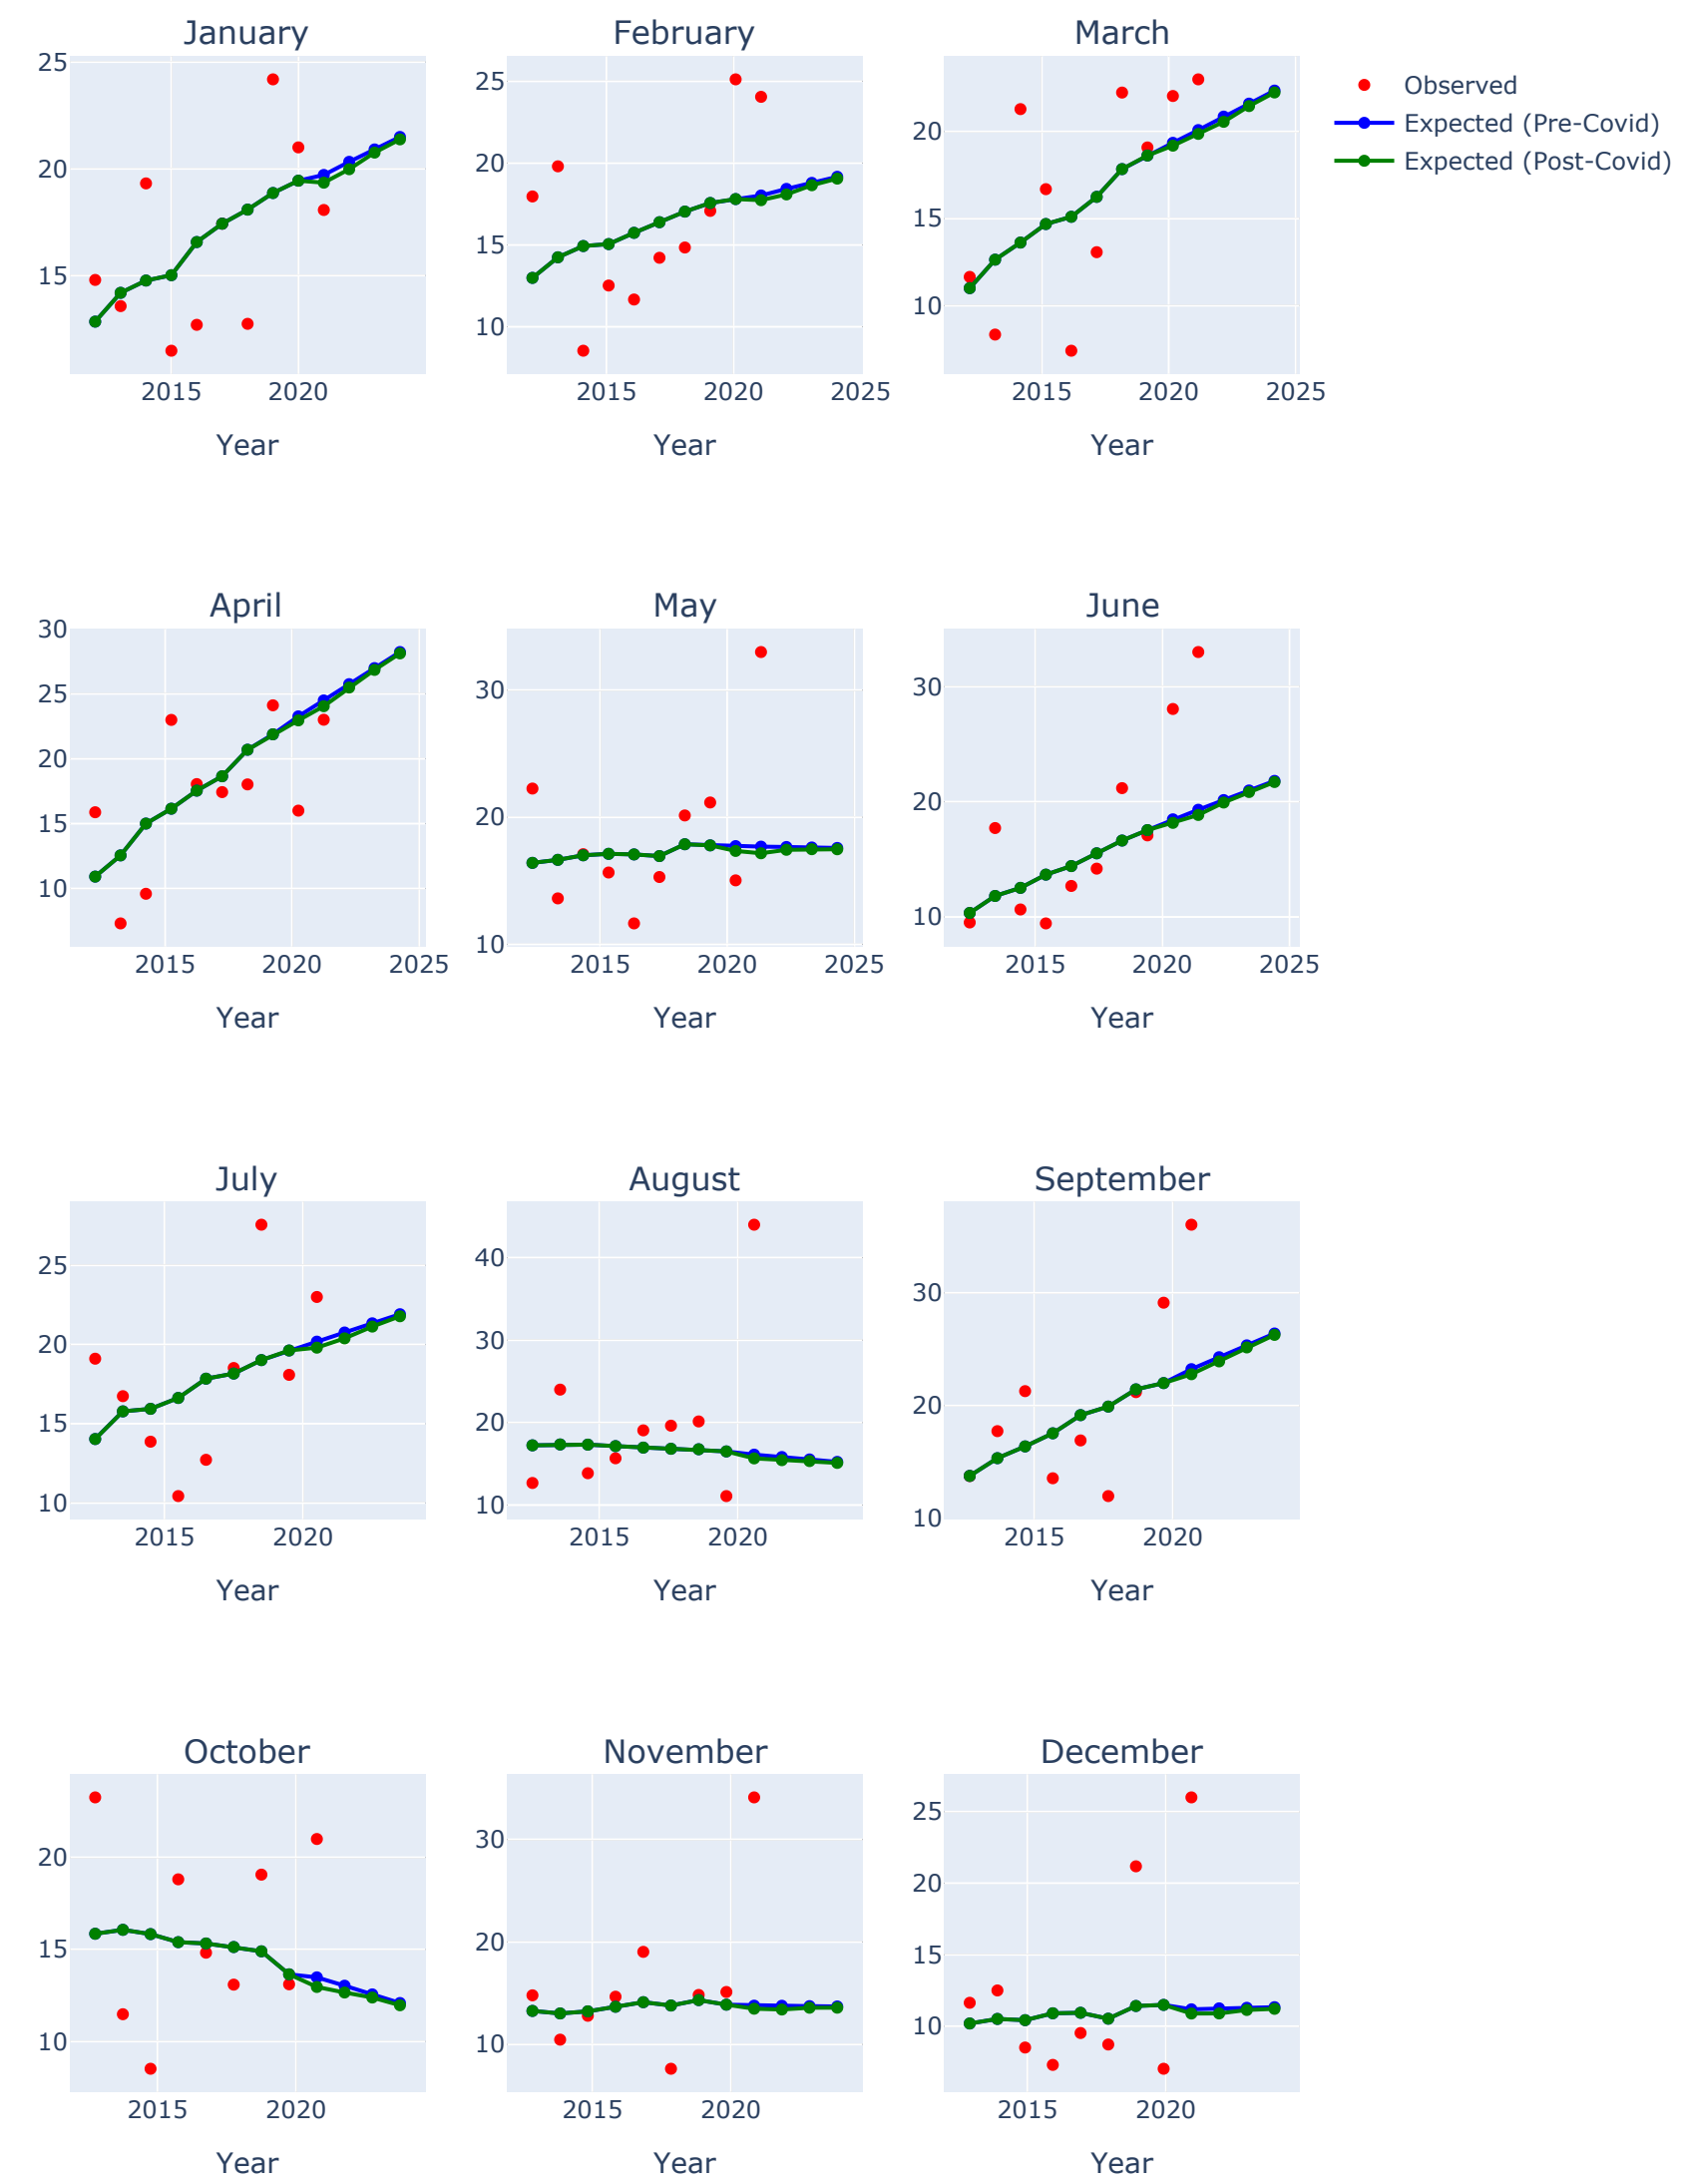 January
February
March
25
20
15
2015
2020
Year
25
20
15
10
2015
2020
2025
Year
20
15
10
2015
2020
2025
Year
Observed
Expected (Pre-Covid)
Expected (Post-Covid)
April
May
June
30
25
20
15
10
2015
2020
2025
Year
30
20
10
2015
2020
2025
Year
30
20
10
2015
2020
2025
Year
July
August
September
25
20
15
10
2015
2020
Year
40
30
20
10
2015
2020
Year
30
20
10
2015
2020
Year
October
November
December
20
15
10
2015
2020
Year
30
20
10
2015
2020
Year
25
20
15
10
2015
2020
Year